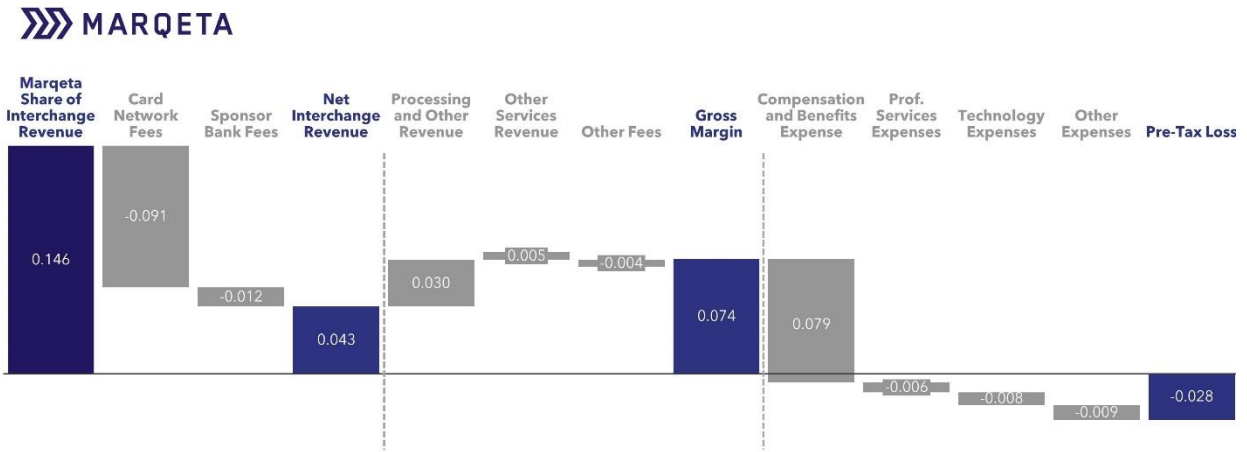 MARQETA
Marqeta
Share of
Interchange
Revenue
Card
Network
Fees
Sponsor
Bank Fees
Net
Interchange
Revenue
Processing
and Other
Revenue
Other
Services
Revenue
Other Fees
Gross
Margin
Compensation
and Benefits
Expense
Prof.
Services
Expenses
Technology
Expenses
Other
Expenses
Pre-Tax Loss
0.146
-0.091
-0.012
0.043
0.030
0.005
-0.004
0.074
0.079
-0.006
-0.008
-0.009
-0.028